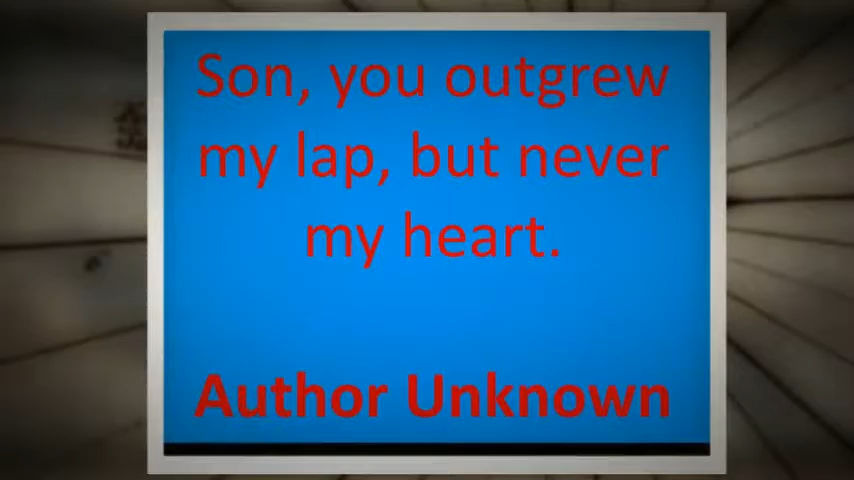 Son, you outgrew
my lap, but never
my heart.
Author Unknown